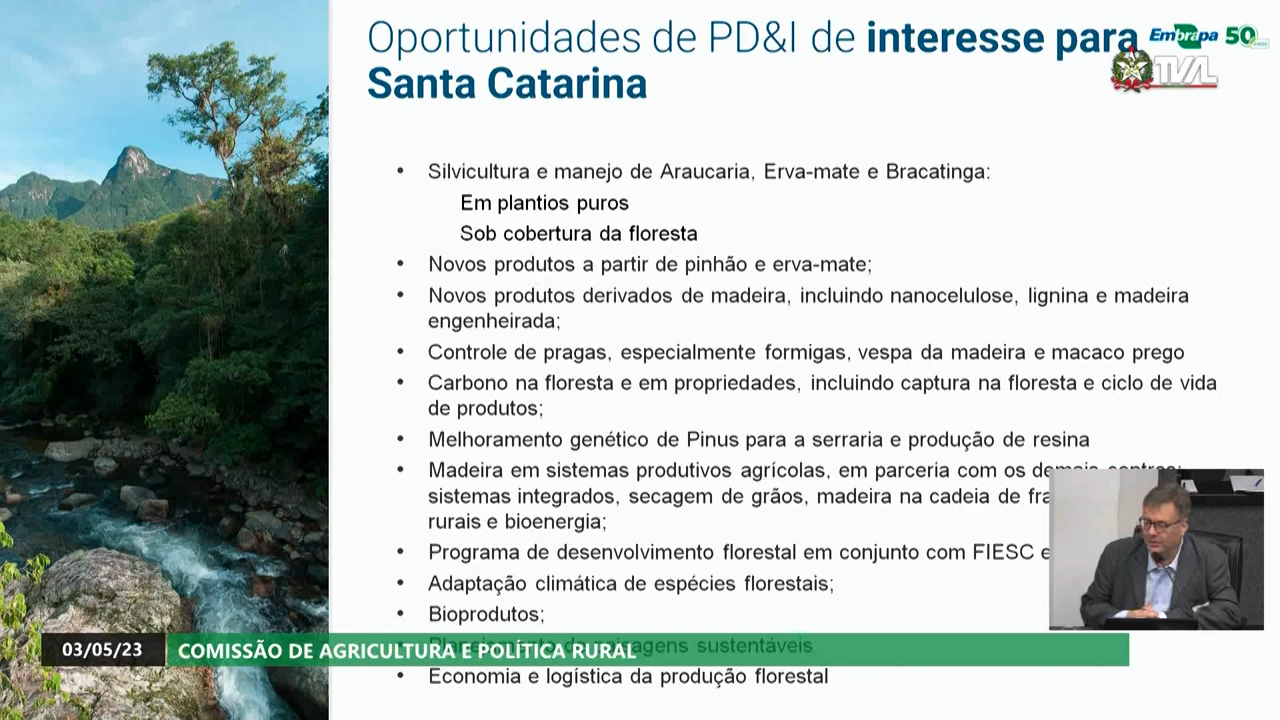 Oportunidades de PD&I de interesse para
Santa Catarina
Embrapa 50
TVAL
• Silvicultura e manejo de Araucaria, Erva-mate e Bracatinga:
Em plantios puros
Sob cobertura da floresta
• Novos produtos a partir de pinhão e erva-mate;
• Novos produtos derivados de madeira, incluindo nanocelulose, lignina e madeira
engenheirada;
• Controle de pragas, especialmente formigas, vespa da madeira e macaco prego
• Carbono na floresta e em propriedades, incluindo captura na floresta e ciclo de vida
de produtos;
• Melhoramento genético de Pinus para a serraria e produção de resina
• Madeira em sistemas produtivos agrícolas, em parceria com os demais centros:
sistemas integrados, secagem de grãos, madeira na cadeia de
rurais e bioenergia;
• Programa de desenvolvimento florestal em conjunto com FIESC e
• Adaptação climática de espécies florestais;
• Bioprodutos;
Planejamento de paisagens sustentáveis
03/05/23 COMISSÃO DE AGRICULTURA E POLÍTICA RURAL
• Economia e logística da produção florestal